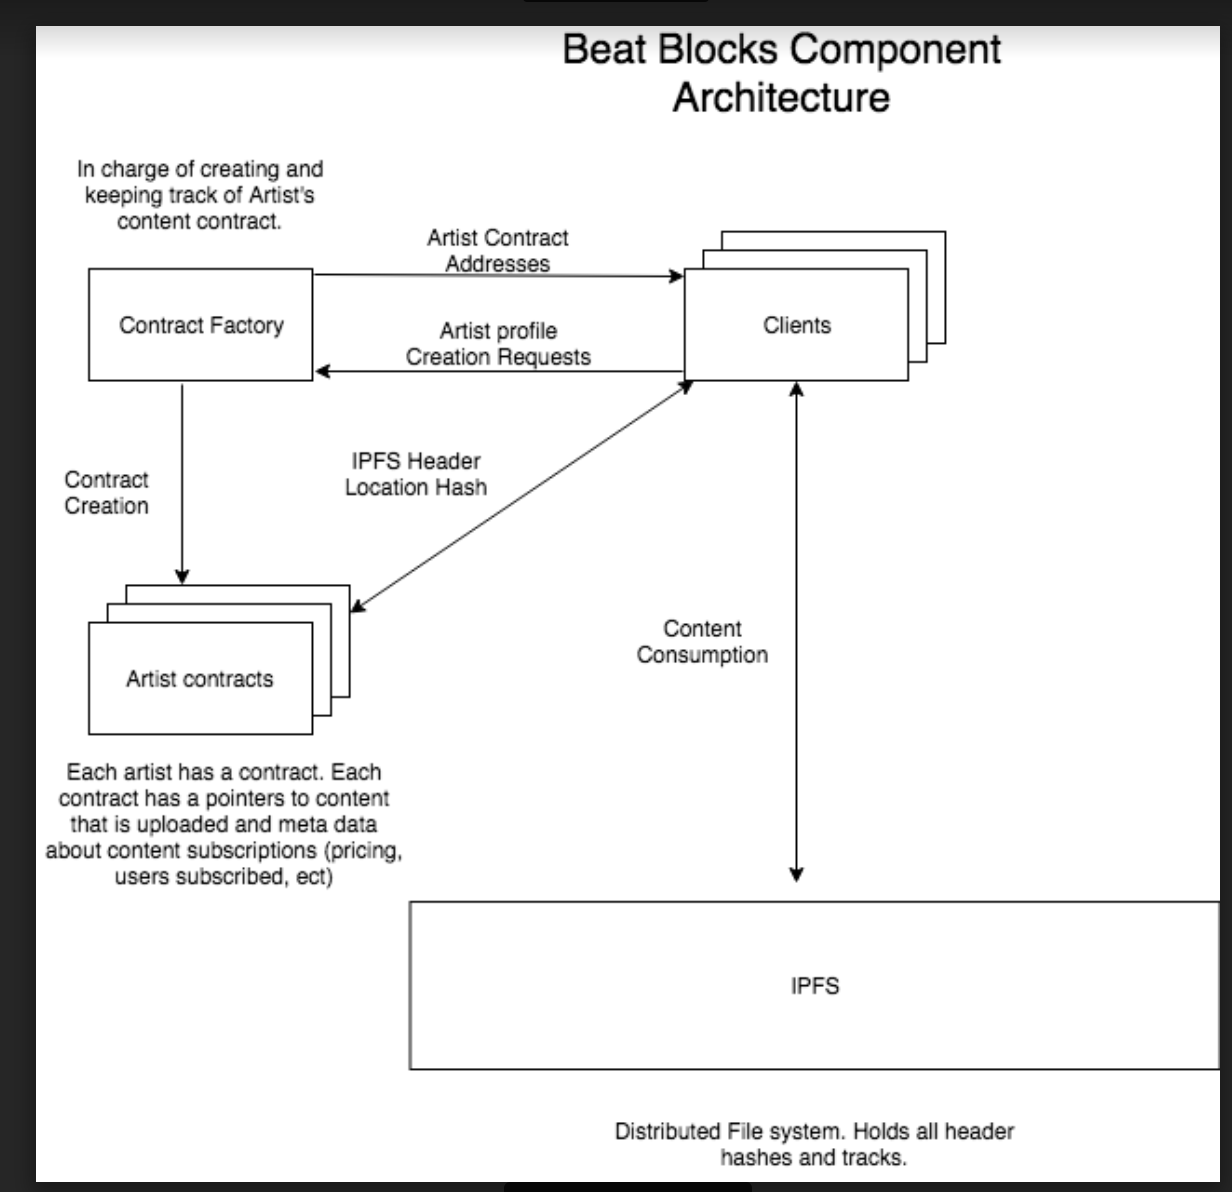 Beat Blocks Component
Architecture
In charge of creating and
keeping track of Artist's
content contract.
Artist Contract
Addresses
Contract Factory
Clients
Artist profile
Creation Requests
IPFS Header
Location Hash
Contract
Creation
Content
Consumption
Artist contracts
Each artist has a contract. Each
contract has a pointers to content
that is uploaded and meta data
about content subscriptions (pricing,
users subscribed, ect)
IPFS
Distributed File system. Holds all header
hashes and tracks.